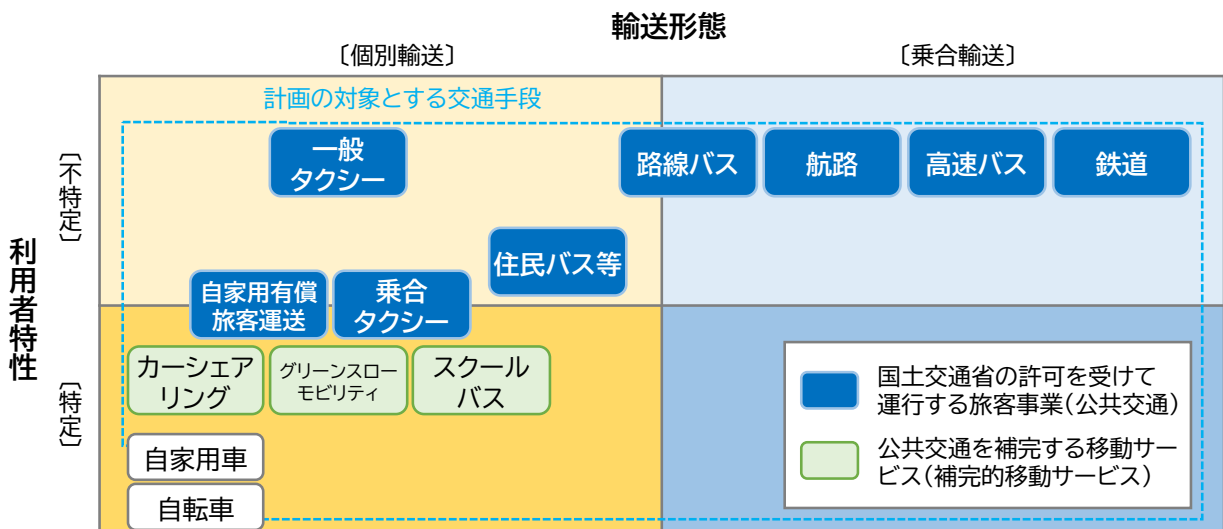 輸送形態
〔個別輸送〕
〔乗合輸送〕
計画の対象とする交通手段
利用者特性
〔不特定〕
〔特定〕
一般
タクシー
路線バス
航路
高速バス
鉄道
住民バス等
自家用有償
旅客運送
乗合
タクシー
カーシェア
リング
グリーンスロー
モビリティ
スクール
バス
自家用車
自転車
国土交通省の許可を受けて
運行する旅客事業(公共交通)
公共交通を補完する移動サー
ビス(補完的移動サービス)